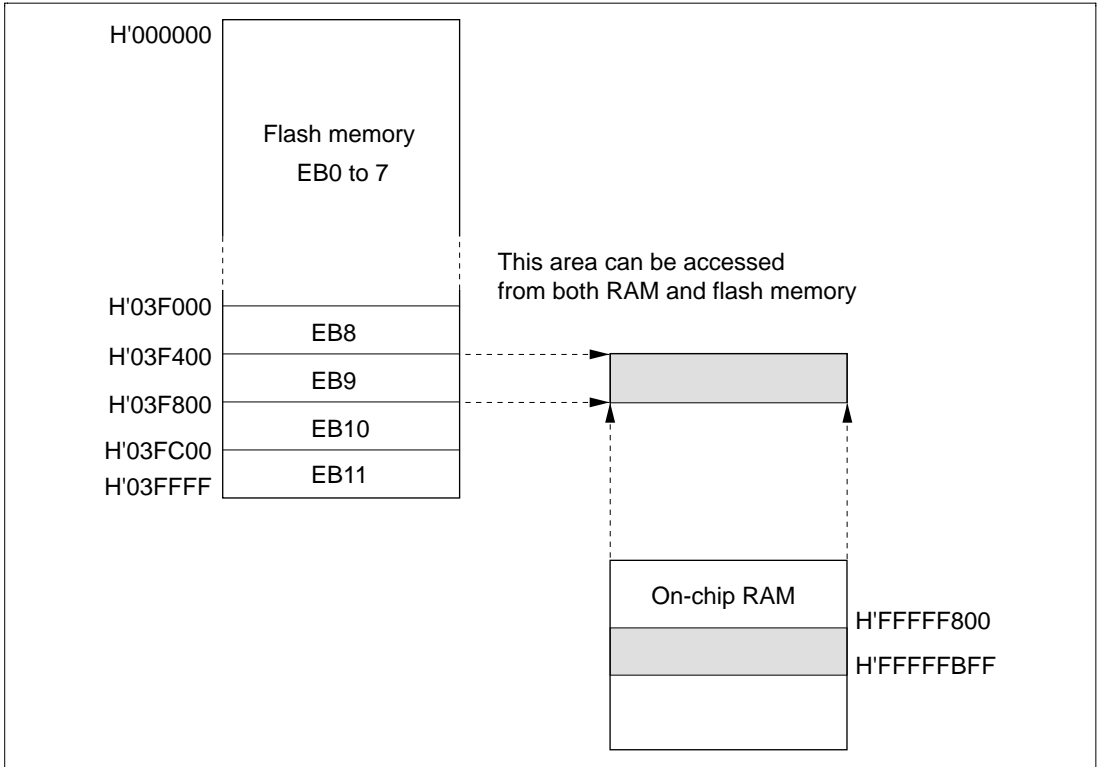 H'000000
Flash memory
EB0 to 7
This area can be accessed
from both RAM and flash memory
H'03F000
EB8
H'03F400
EB9
H'03F800
EB10
H'03FC00
EB11
H'03FFFF
On-chip RAM
H'FFFFF800
H'FFFFFBFF